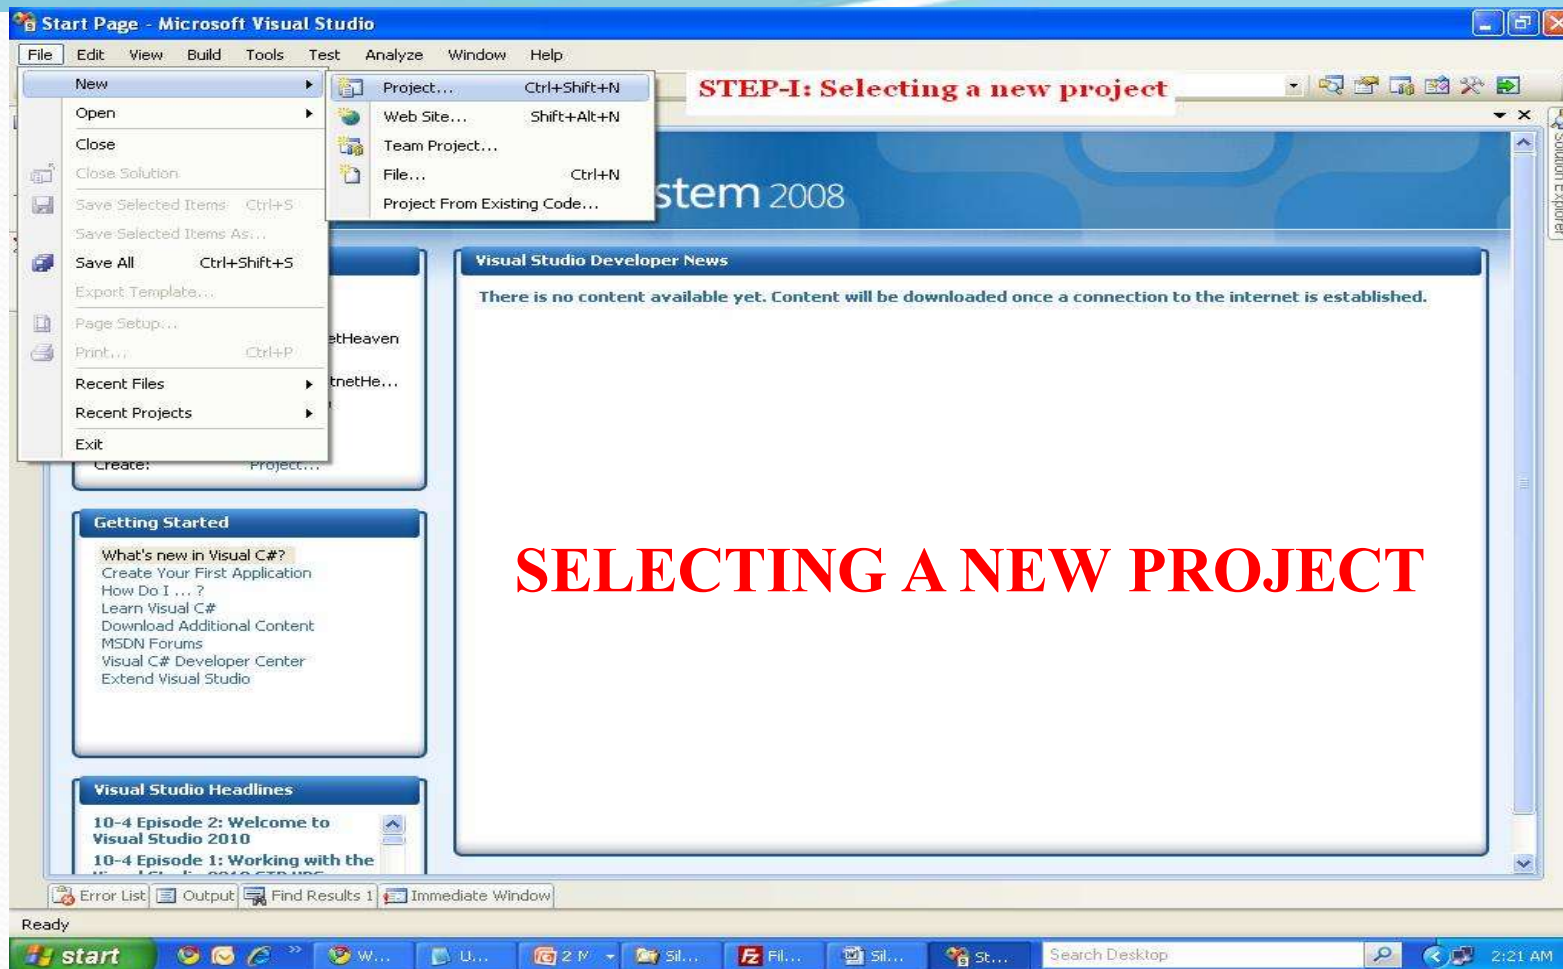 Start Page - Microsoft Visual Studio
File Edit View Build Tools Test Analyze Window Help
New
Open
Close
Close Solution
Save Selected Items Ctrl+S
Save Selected Items As...
Save All Ctrl+Shift+S
Export Template...
Page Setup...
Print... Ctrl+P
Recent Files
Recent Projects
Exit
Project... Ctrl+Shift+N
Web Site... Shift+Alt+N
Team Project...
File... Ctrl+N
Project From Existing Code...
STEP-I: Selecting a new project
Solution Explorer
stem 2008
etHeaven
tnetHe...
Create: Project...
Visual Studio Developer News
There is no content available yet. Content will be downloaded once a connection to the internet is established.
Getting Started
What's new in Visual C#?
Create Your First Application
How Do I ... ?
Learn Visual C#
Download Additional Content
MSDN Forums
Visual C# Developer Center
Extend Visual Studio
SELECTING A NEW PROJECT
Visual Studio Headlines
10-4 Episode 2: Welcome to
Visual Studio 2010
10-4 Episode 1: Working with the
Error List Output Find Results 1 Immediate Window
Ready
start W... U... 2 Sil... Fil... Sil... St... Search Desktop 2:21 AM